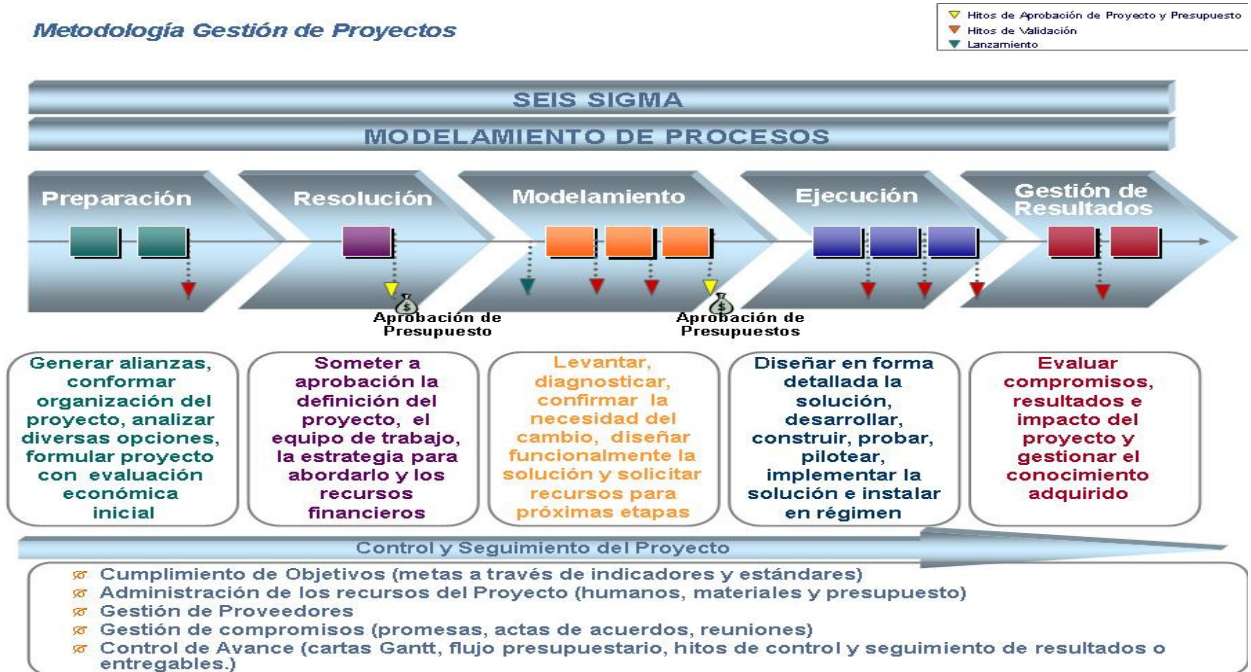 Metodología Gestión de Proyectos
Hitos de Aprobación de Proyecto y Presupuesto
Hitos de Validación
Lanzamiento
SEIS SIGMA
MODELAMIENTO DE PROCESOS
Preparación
Resolución
Modelamiento
Ejecución
Gestión de
Resultados
$
Aprobación de
Presupuesto
$
Aprobación de
Presupuestos
Generar alianzas,
conformar
organización del
proyecto, analizar
diversas opciones,
formular proyecto
con evaluación
económica
inicial
Someter a
aprobación la
definición del
proyecto, el
equipo de trabajo,
la estrategia para
abordarlo y los
recursos
financieros
Levantar,
diagnosticar,
confirmar la
necesidad del
cambio, diseñar
funcionalmente la
solución y solicitar
recursos para
próximas etapas
Diseñar en forma
detallada la
solución,
desarrollar,
construir, probar,
pilotear,
implementar la
solución e instalar
en régimen
Evaluar
compromisos,
resultados e
impacto del
proyecto y
gestionar el
conocimiento
adquirido
Control y Seguimiento del Proyecto
Cumplimiento de Objetivos (metas a través de indicadores y estándares)
Administración de los recursos del Proyecto (humanos, materiales y presupuesto)
Gestión de Proveedores
Gestión de compromisos (promesas, actas de acuerdos, reuniones)
Control de Avance (cartas Gantt, flujo presupuestario, hitos de control y seguimiento de resultados o
entregables.)